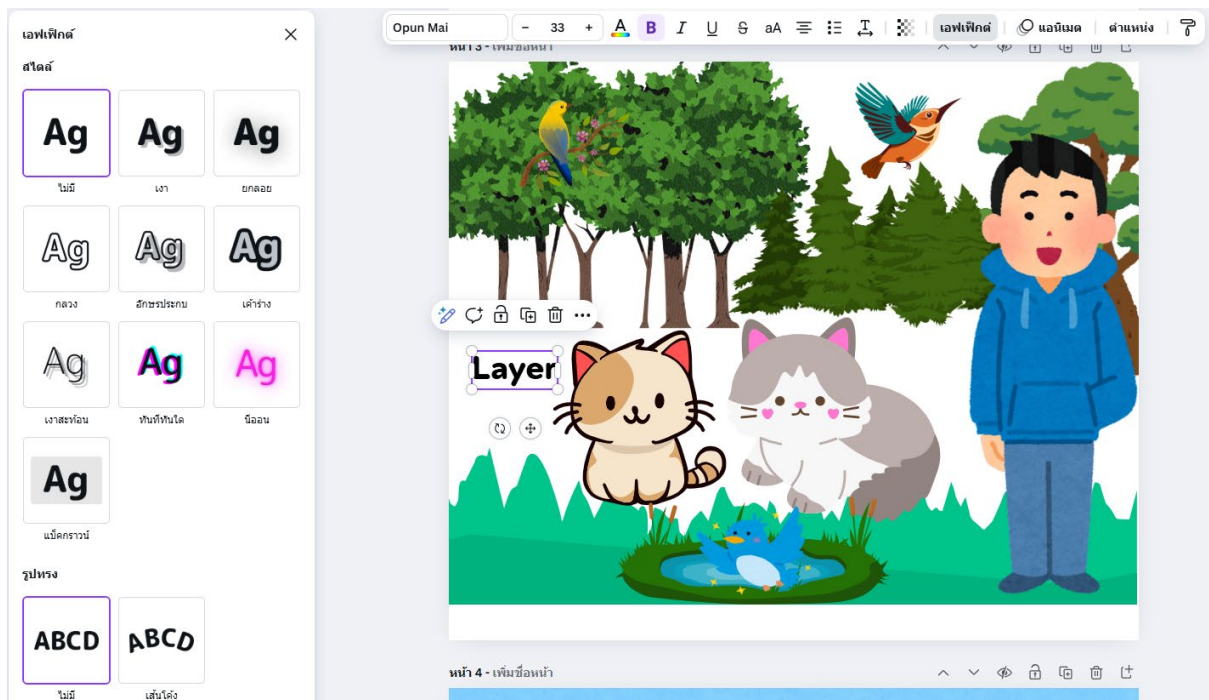 เอฟเฟ็กต์
สไตล์
Ag Ag Ag
ไม่มี เงา ยกลอย
Ag Ag Ag
กลวง อักษรประกบ เค้าร่าง
Ag Ag Ag
เงาสะท้อน ทันทีทันใด นีออน
Ag
แบ็คกราวน์
รูปทรง
ABCD ABCD
ไม่มี เส้นโค้ง
Opun Mai – 33 + A B I U S aA เอฟเฟ็กต์ แอนิเมต ตำแหน่ง
หน้า 3 - เพิ่มชื่อหน้า
Layer
หน้า 4 - เพิ่มชื่อหน้า